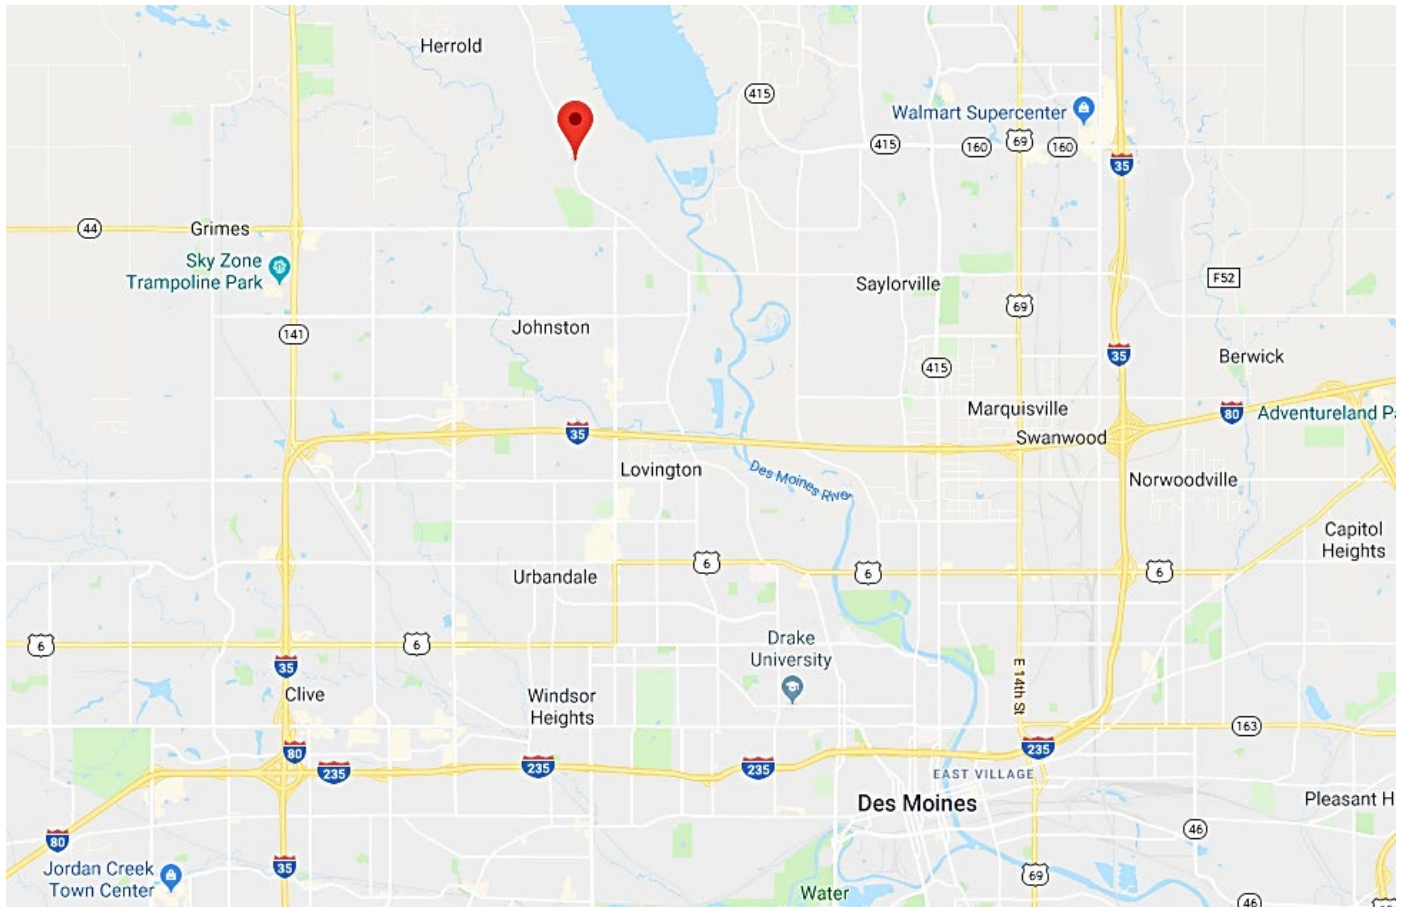 Herrold
415
Walmart Supercenter
415
160
69
160
35
44
Grimes
Sky Zone
Trampoline Park
Saylorville
F52
69
Johnston
141
35
Berwick
415
Marquisville
80
Adventureland Pa
35
Swanwood
Lovington
Des Moines River
Norwoodville
Capitol
Heights
6
6
6
Urbandale
6
6
Drake
University
35
E 14th St
Clive
Windsor
Heights
163
80
235
235
235
235
EAST VILLAGE
Des Moines
Pleasant H
80
46
Jordan Creek
Town Center
35
69
Water
46